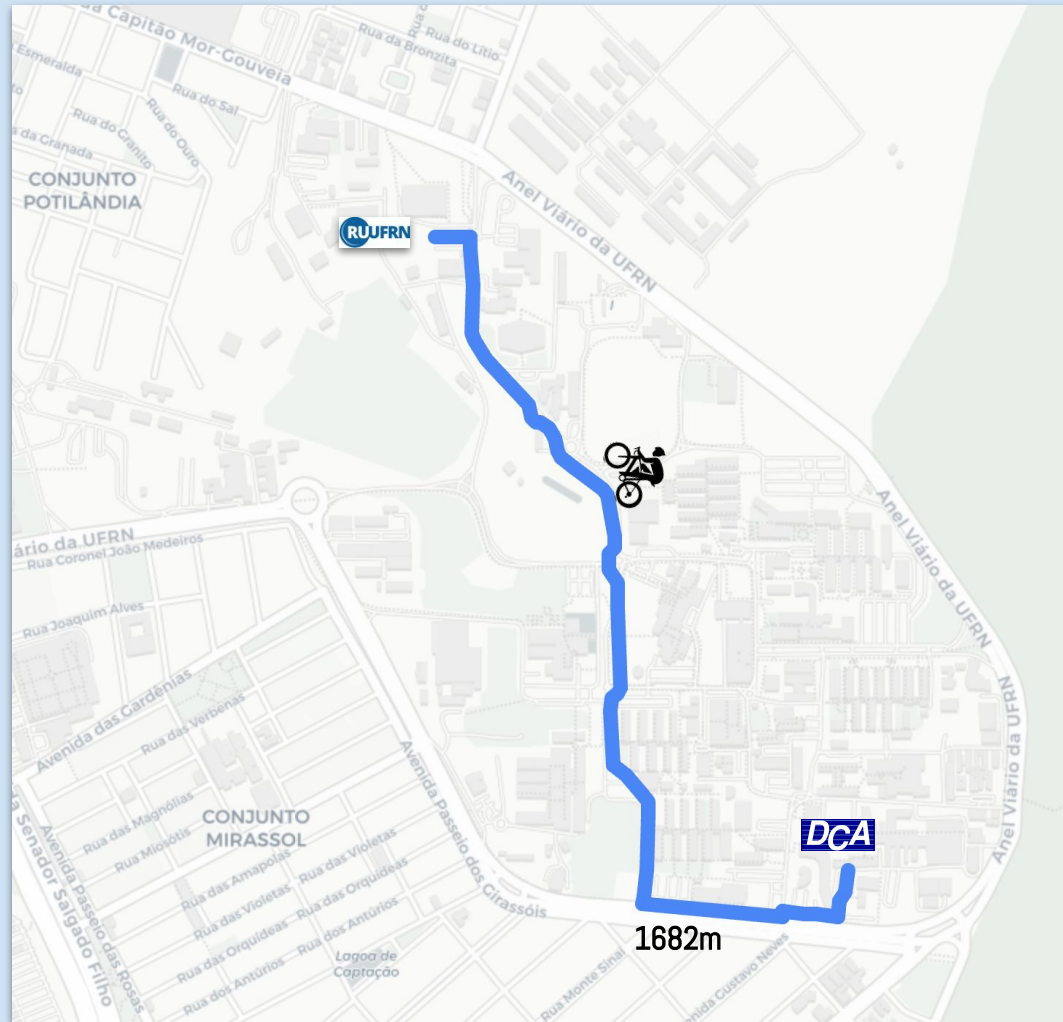 da Capitão Mor-Gouveia
Rua do Lítio
Rua da Bronzita
Esmeralda
Rua do Sal
Rua do Ouro
Rua do Granito
a da Granada
CONJUNTO
POTILÂNDIA
Anel Viário da UFRN
RUUFRN
Anel Viário da UFRN
ário da UFRN
Rua Coronel João Medeiros
Rua Joaquim Alves
Avenida das Gardênias
Rua das Verbenas
Avenida Passeio dos Girassóis
Anel Viário da UFRN
CONJUNTO
MIRASSOL
Rua das Magnólias
Rua Miosótis
Rua das Amapolas
Rua das Violetas
Rua das Violetas
Rua das Orquídeas
Rua das Orquídeas
Rua dos Antúrios
Rua dos Antúrios
a Senador Salgado Filho
Avenida Passeio das Rosas
Lagoa de
Captação
DCA
1682m
Rua Monte Sinai
enida Gustavo Neves